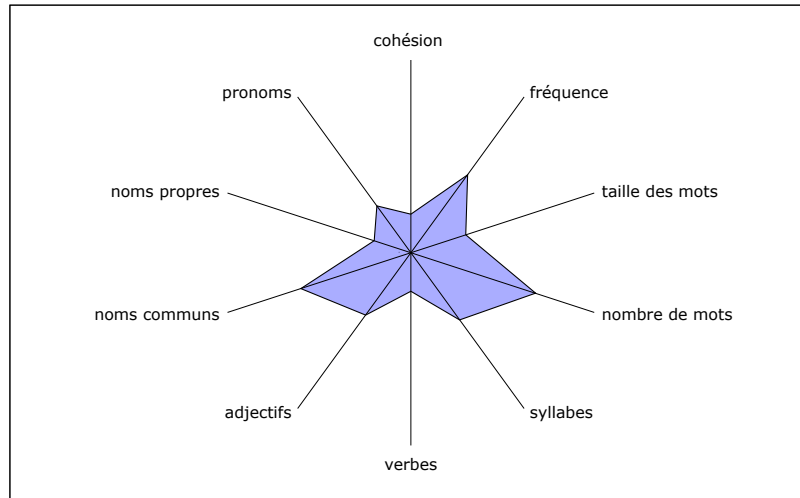 cohésion
pronoms
fréquence
noms propres
taille des mots
noms communs
nombre de mots
adjectifs
syllabes
verbes